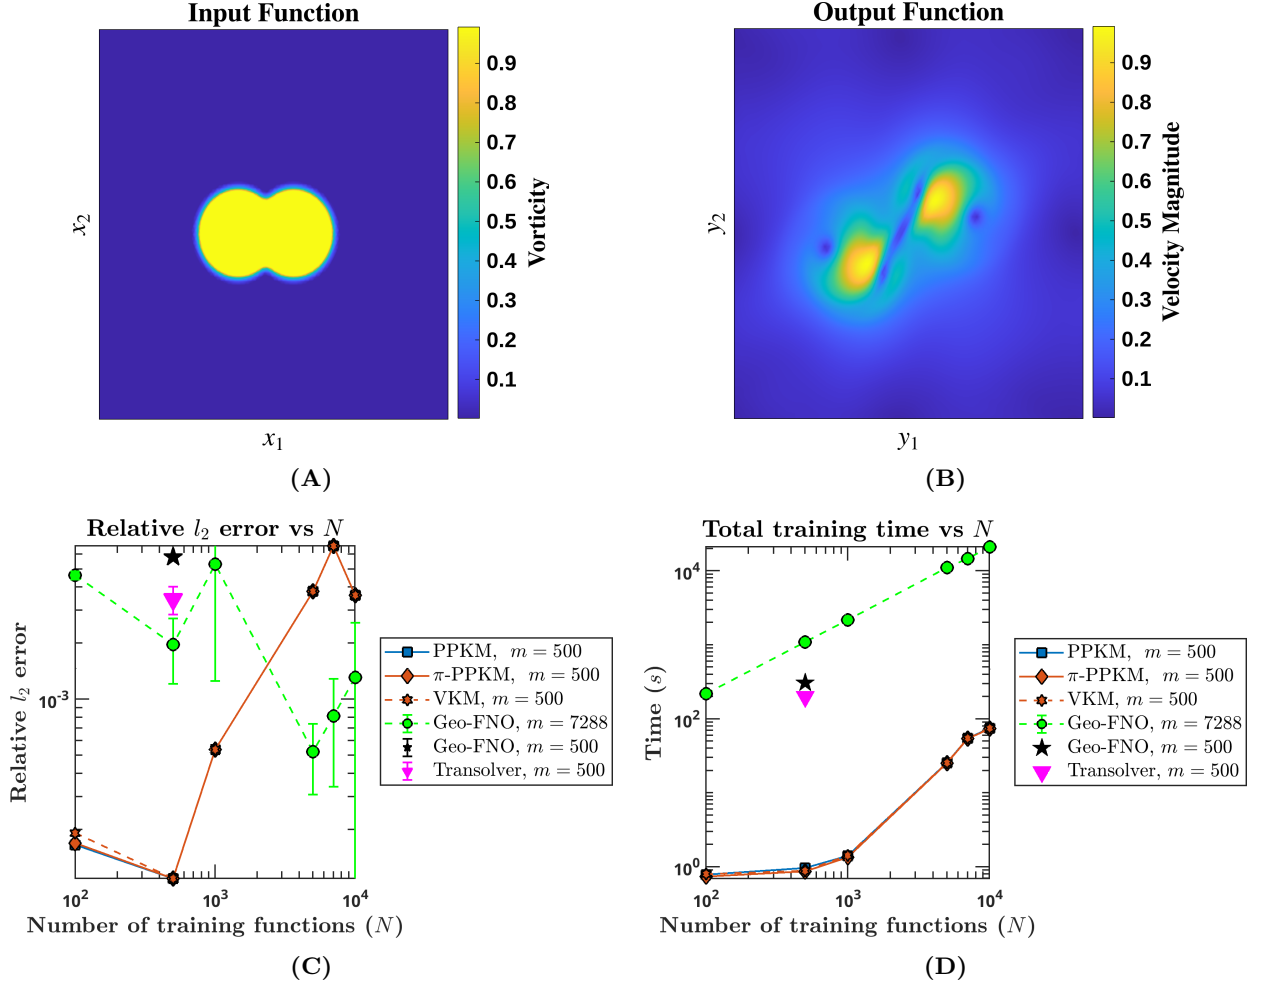 Input Function
0.9
0.8
0.7
0.6
0.5
0.4
0.3
0.2
0.1
Vorticity
x2
x1
(A)
Output Function
0.9
0.8
0.7
0.6
0.5
0.4
0.3
0.2
0.1
Velocity Magnitude
y2
y1
(B)
Relative l2 error vs N
Relative l2 error
10^-3
10^2 10^3 10^4
Number of training functions (N)
PPKM, m = 500
π-PPKM, m = 500
VKM, m = 500
Geo-FNO, m = 7288
Geo-FNO, m = 500
Transolver, m = 500
(C)
Total training time vs N
Time (s)
10^4
10^2
10^0
10^2 10^3 10^4
Number of training functions (N)
PPKM, m = 500
π-PPKM, m = 500
VKM, m = 500
Geo-FNO, m = 7288
Geo-FNO, m = 500
Transolver, m = 500
(D)